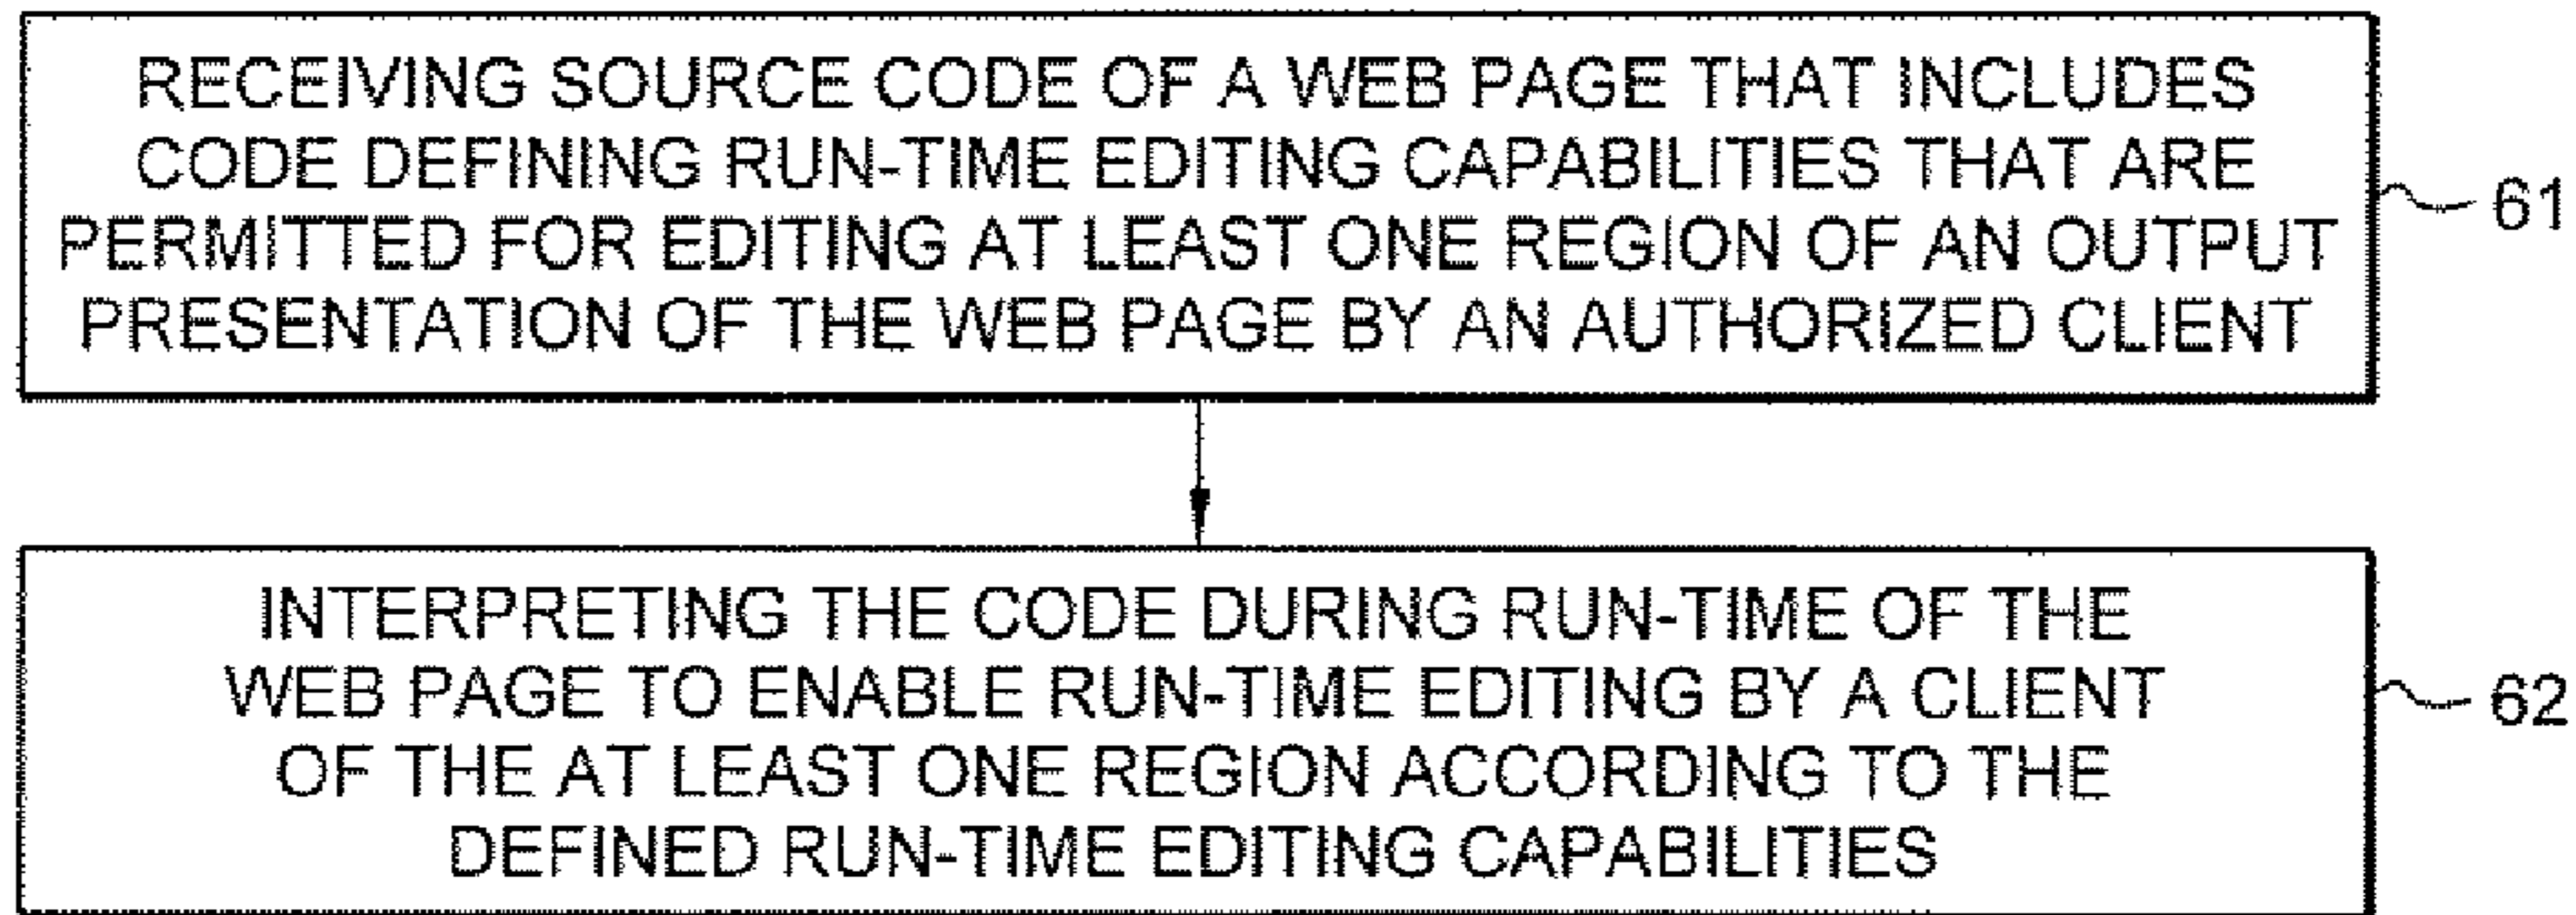 RECEIVING SOURCE CODE OF A WEB PAGE THAT INCLUDES
CODE DEFINING RUN-TIME EDITING CAPABILITIES THAT ARE
PERMITTED FOR EDITING AT LEAST ONE REGION OF AN OUTPUT
PRESENTATION OF THE WEB PAGE BY AN AUTHORIZED CLIENT
61
INTERPRETING THE CODE DURING RUN-TIME OF THE
WEB PAGE TO ENABLE RUN-TIME EDITING BY A CLIENT
OF THE AT LEAST ONE REGION ACCORDING TO THE
DEFINED RUN-TIME EDITING CAPABILITIES
62